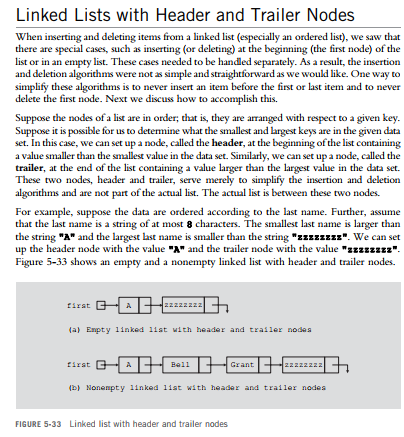 Linked Lists with Header and Trailer Nodes
When inserting and deleting items from a linked list (especially an ordered list), we saw that
there are special cases, such as inserting (or deleting) at the beginning (the first node) of the
list or in an empty list. These cases needed to be handled separately. As a result, the insertion
and deletion algorithms were not as simple and straightforward as we would like. One way to
simplify these algorithms is to never insert an item before the first or last item and to never
delete the first node. Next we discuss how to accomplish this.
Suppose the nodes of a list are in order; that is, they are arranged with respect to a given key.
Suppose it is possible for us to determine what the smallest and largest keys are in the given data
set. In this case, we can set up a node, called the header, at the beginning of the list containing
a value smaller than the smallest value in the data set. Similarly, we can set up a node, called the
trailer, at the end of the list containing a value larger than the largest value in the data set.
These two nodes, header and trailer, serve merely to simplify the insertion and deletion
algorithms and are not part of the actual list. The actual list is between these two nodes.
For example, suppose the data are ordered according to the last name. Further, assume
that the last name is a string of at most 8 characters. The smallest last name is larger than
the string "A" and the largest last name is smaller than the string "zzzzzzzz". We can set
up the header node with the value "A" and the trailer node with the value "zzzzzzzz".
Figure 5-33 shows an empty and a nonempty linked list with header and trailer nodes.
first A zzzzzzzz
(a) Empty linked list with header and trailer nodes
first A Bell Grant zzzzzzzz
(b) Nonempty linked list with header and trailer nodes
FIGURE 5-33 Linked list with header and trailer nodes